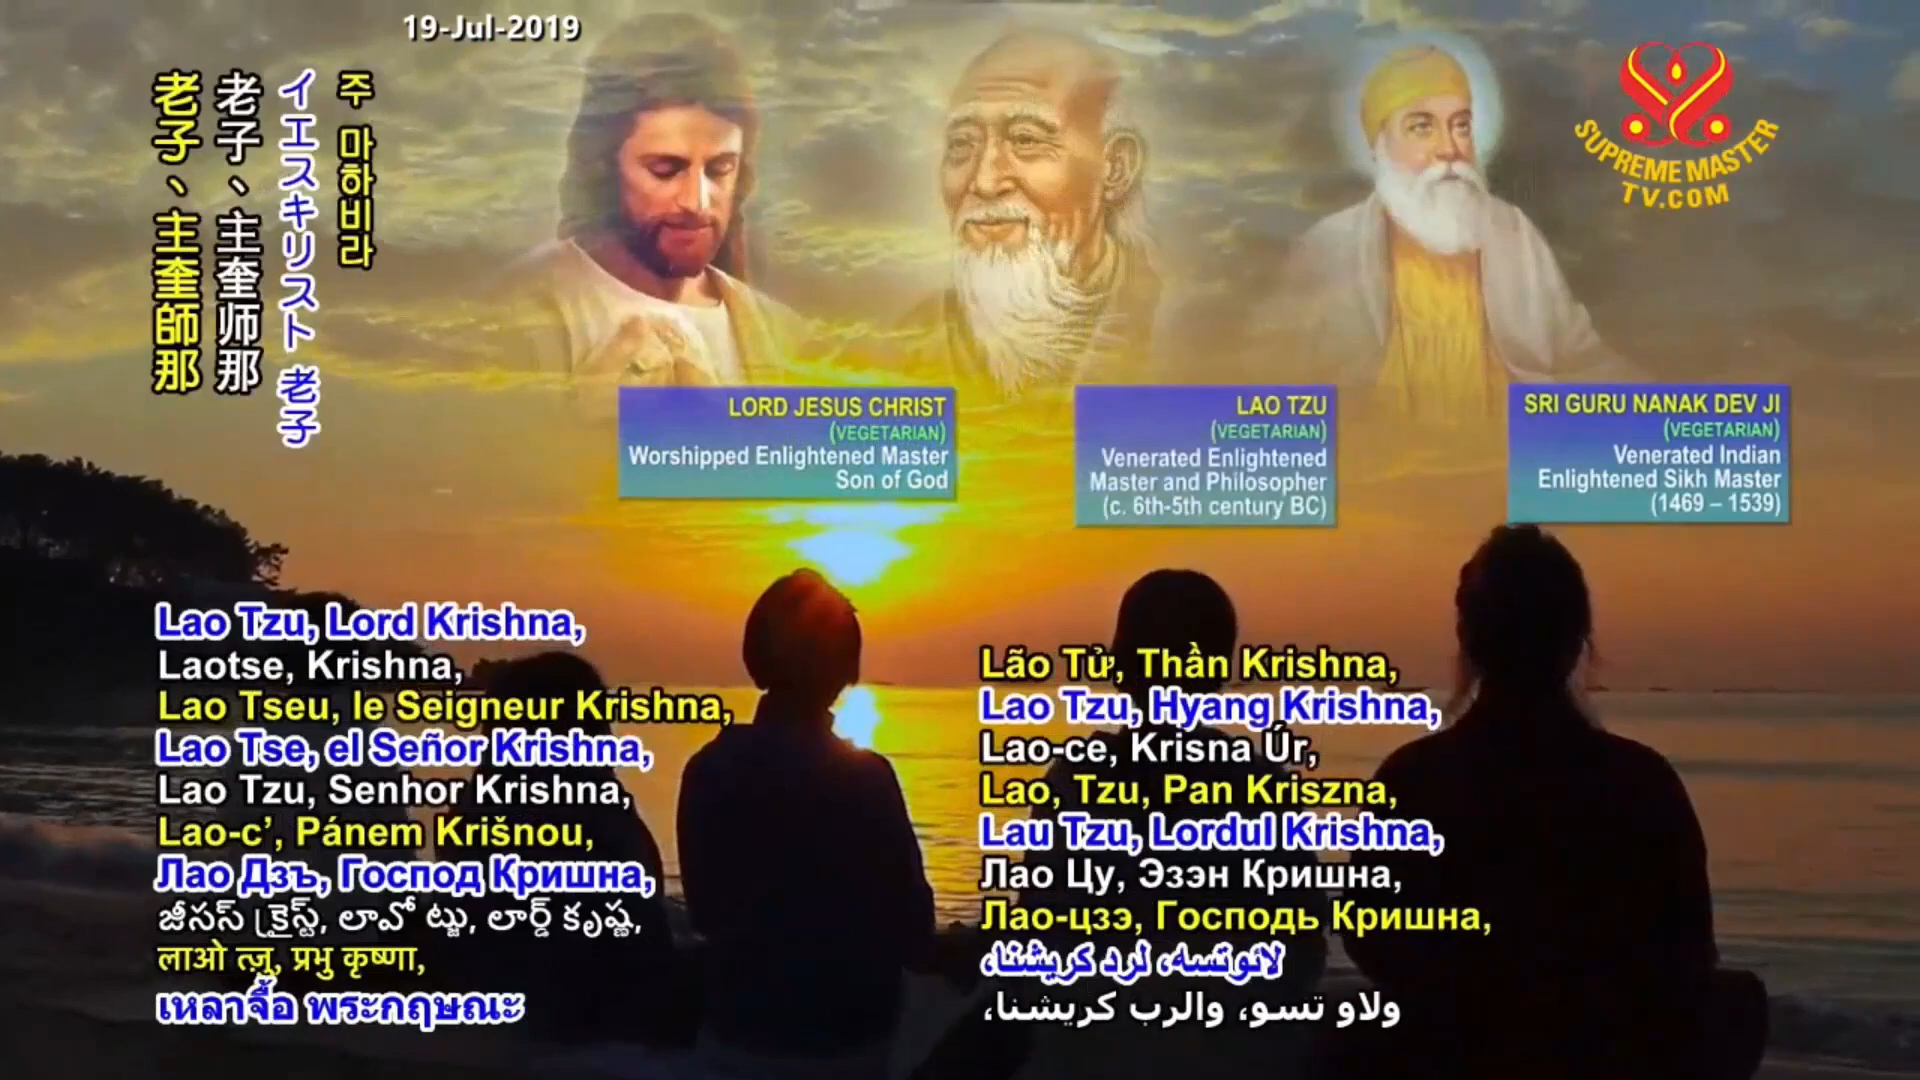 19-Jul-2019
주 마하비라
イエスキリスト 老子
老子、主奎师那
老子、主奎師那
SUPREME MASTER
TV.COM
LORD JESUS CHRIST
(VEGETARIAN)
Worshipped Enlightened Master
Son of God
LAO TZU
(VEGETARIAN)
Venerated Enlightened
Master and Philosopher
(c. 6th-5th century BC)
SRI GURU NANAK DEV JI
(VEGETARIAN)
Venerated Indian
Enlightened Sikh Master
(1469 – 1539)
Lao Tzu, Lord Krishna,
Laotse, Krishna,
Lao Tseu, le Seigneur Krishna,
Lao Tse, el Señor Krishna,
Lao Tzu, Senhor Krishna,
Lao-c’, Pánem Krišnou,
Лао Дзъ, Господ Кришна,
జీసస్ క్రైస్ట్, లావో ట్జు, లార్డ్ కృష్ణ,
लाओ त्ज़ु, प्रभु कृष्णा,
เหลาจื้อ พระกฤษณะ
Lão Tử, Thần Krishna,
Lao Tzu, Hyang Krishna,
Lao-ce, Krisna Úr,
Lao, Tzu, Pan Kriszna,
Lau Tzu, Lordul Krishna,
Лао Цу, Эзэн Кришна,
Лао-цзэ, Господь Кришна,
لائوتسه، لرد کریشنا،
ولاو تسو، والرب كريشنا،